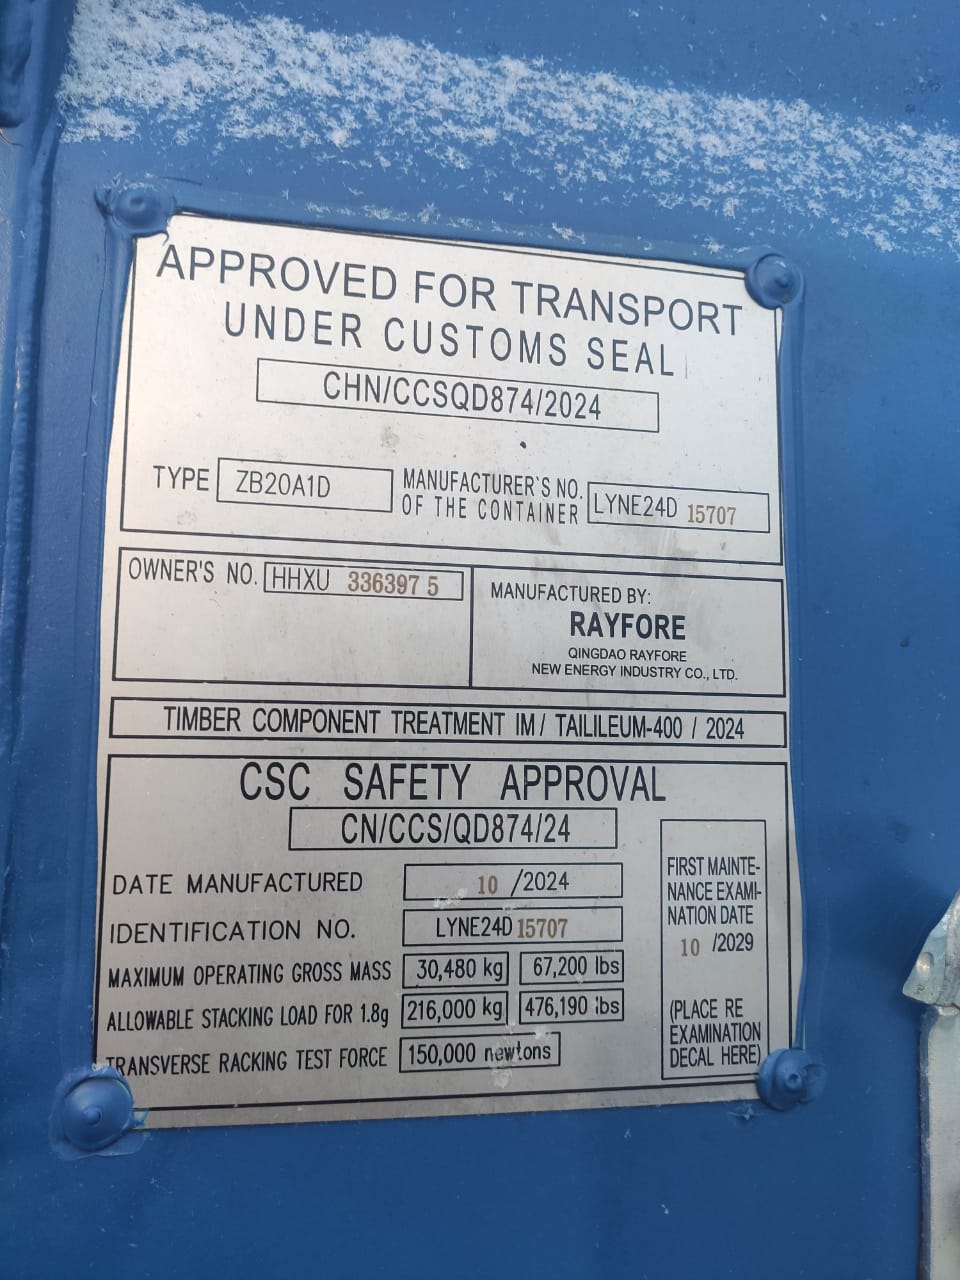 APPROVED FOR TRANSPORT
UNDER CUSTOMS SEAL
CHN/CCSQD874/2024
TYPE ZB20A1D
MANUFACTURER'S NO.
OF THE CONTAINER
LYNE24D 15707
OWNER'S NO. HHXU 336397 5
MANUFACTURED BY:
RAYFORE
QINGDAO RAYFORE
NEW ENERGY INDUSTRY CO., LTD.
TIMBER COMPONENT TREATMENT IM / TAILILEUM-400 / 2024
CSC SAFETY APPROVAL
CN/CCS/QD874/24
DATE MANUFACTURED 10 /2024
IDENTIFICATION NO. LYNE24D 15707
MAXIMUM OPERATING GROSS MASS 30,480 kg 67,200 lbs
ALLOWABLE STACKING LOAD FOR 1.8g 216,000 kg 476,190 lbs
TRANSVERSE RACKING TEST FORCE 150,000 newtons
FIRST MAINTE-
NANCE EXAMI-
NATION DATE
10 /2029
(PLACE RE
EXAMINATION
DECAL HERE)